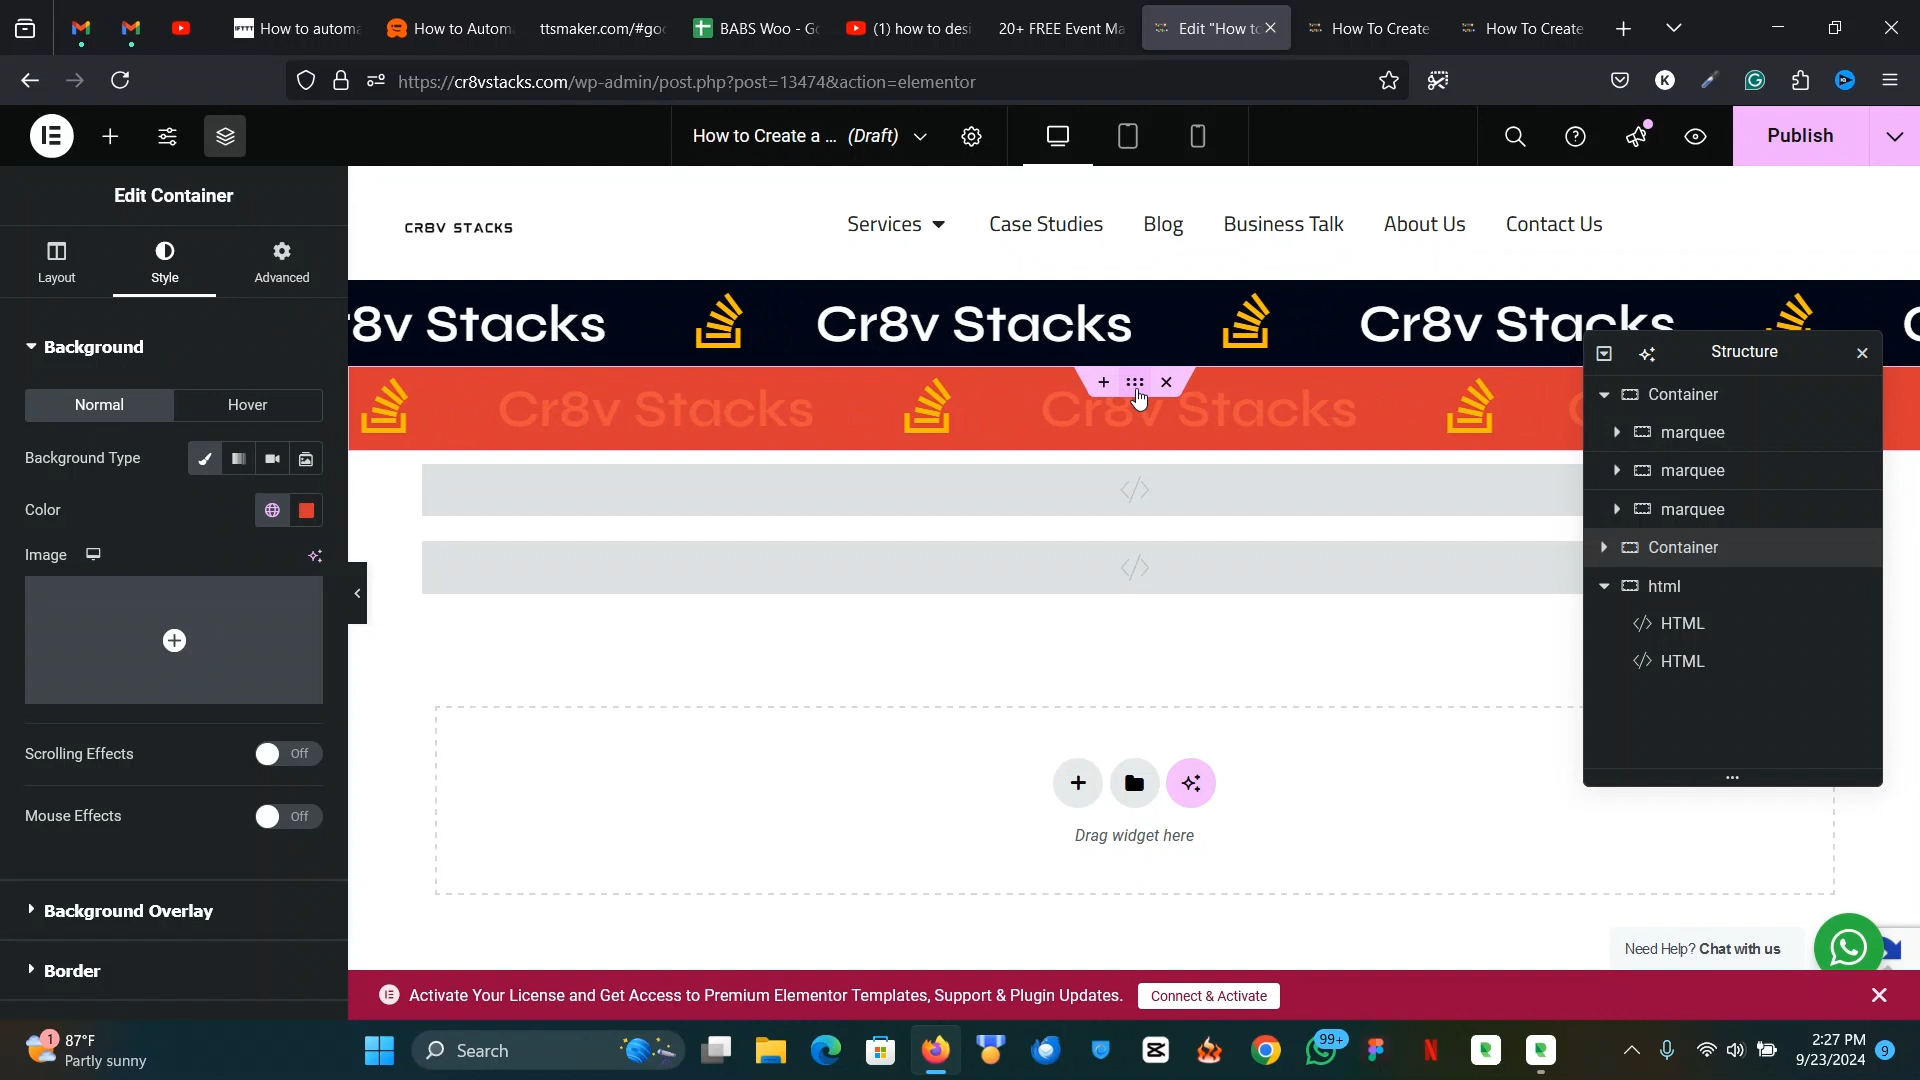 How to automa
How to Autom
ttsmaker.com/#goo
BABS Woo - Go
(1) how to desi
20+ FREE Event Ma
Edit "How to
How To Create
How To Create
https://cr8vstacks.com/wp-admin/post.php?post=13474&action=elementor
How to Create a ... (Draft)
Publish
Edit Container
Layout
Style
Advanced
Background
Normal
Hover
Background Type
Color
Image
Scrolling Effects
Off
Mouse Effects
Off
Background Overlay
Border
CR8V STACKS
Services
Case Studies
Blog
Business Talk
About Us
Contact Us
r8v Stacks
Cr8v Stacks
Cr8v Stacks
Cr8v Stacks
Cr8v Stacks
Structure
Container
marquee
marquee
marquee
Container
html
HTML
HTML
Drag widget here
Need Help? Chat with us
Activate Your License and Get Access to Premium Elementor Templates, Support & Plugin Updates.
Connect & Activate
1
87°F
Partly sunny
Search
99+
2:27 PM
9/23/2024
9